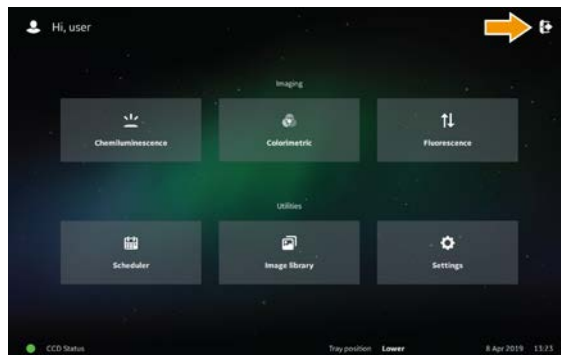 Hi, user
Imaging
Chemiluminescence
Colorimetric
Fluorescence
Utilities
Scheduler
Image library
Settings
CCD Status
Tray position Lower
8 Apr 2019 13:23